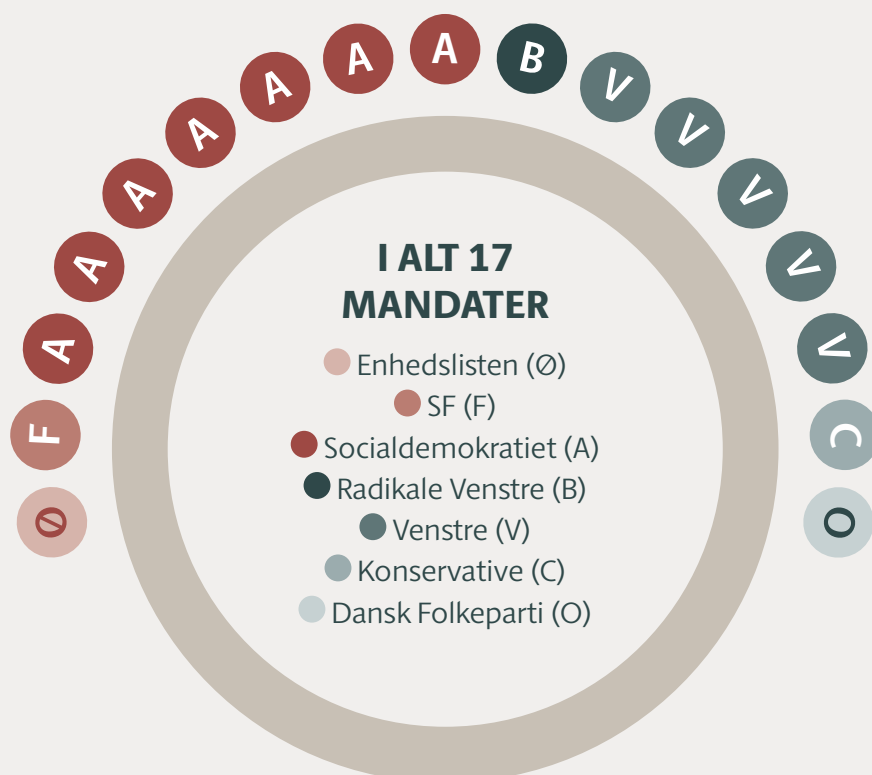 Ø
F
A
A
A
A
A
A
A
B
V
V
V
V
V
C
O
I ALT 17
MANDATER
Enhedslisten (Ø)
SF (F)
Socialdemokratiet (A)
Radikale Venstre (B)
Venstre (V)
Konservative (C)
Dansk Folkeparti (O)